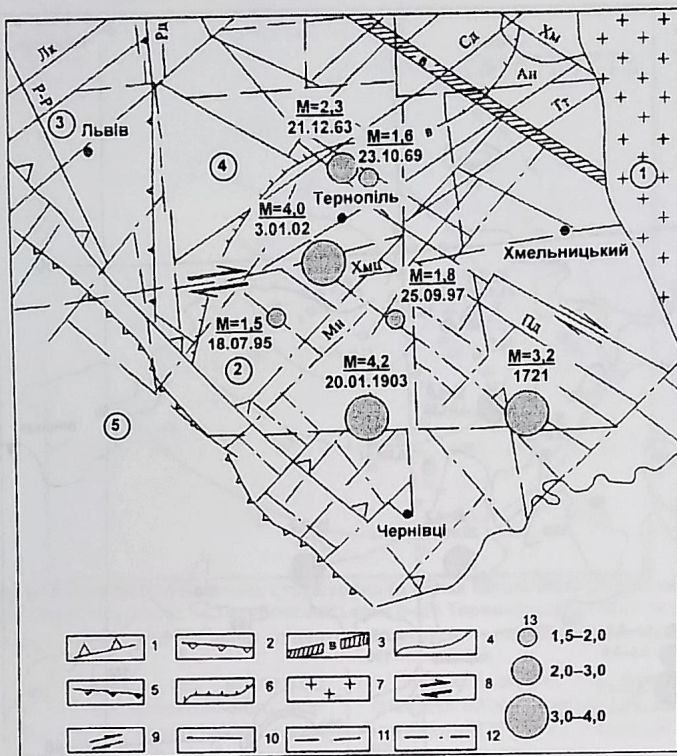 Лк
Р-Р
Рд
Сд
Хм
Ан
Тт
в
в
3
Львів
4
1
M=2,3
21.12.63
M=1,6
23.10.69
Тернопіль
M=4,0
3.01.02
Хмц
Хмельницький
M=1,8
25.09.97
M=1,5
18.07.95
Мн
Пд
2
M=4,2
20.01.1903
M=3,2
1721
5
Чернівці
1
2
в
3
4
13
1,5–2,0
5
6
7
8
2,0–3,0
9
10
11
12
3,0–4,0